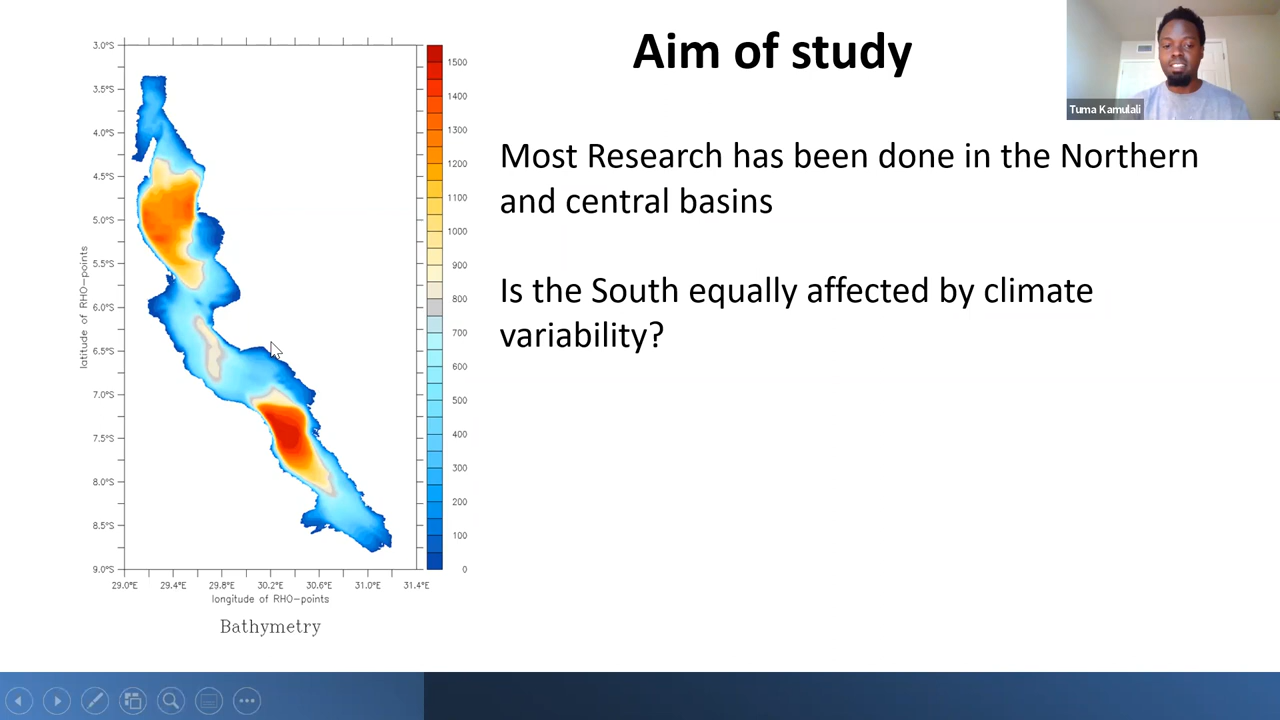 Aim of study
Tuma Kamulali
Most Research has been done in the Northern
and central basins
Is the South equally affected by climate
variability?
3.0°S
3.5°S
4.0°S
4.5°S
5.0°S
5.5°S
6.0°S
6.5°S
7.0°S
7.5°S
8.0°S
8.5°S
9.0°S
latitude of RHO-points
29.0°E 29.4°E 29.8°E 30.2°E 30.6°E 31.0°E 31.4°E
longitude of RHO-points
1500
1400
1300
1200
1100
1000
900
800
700
600
500
400
300
200
100
0
Bathymetry